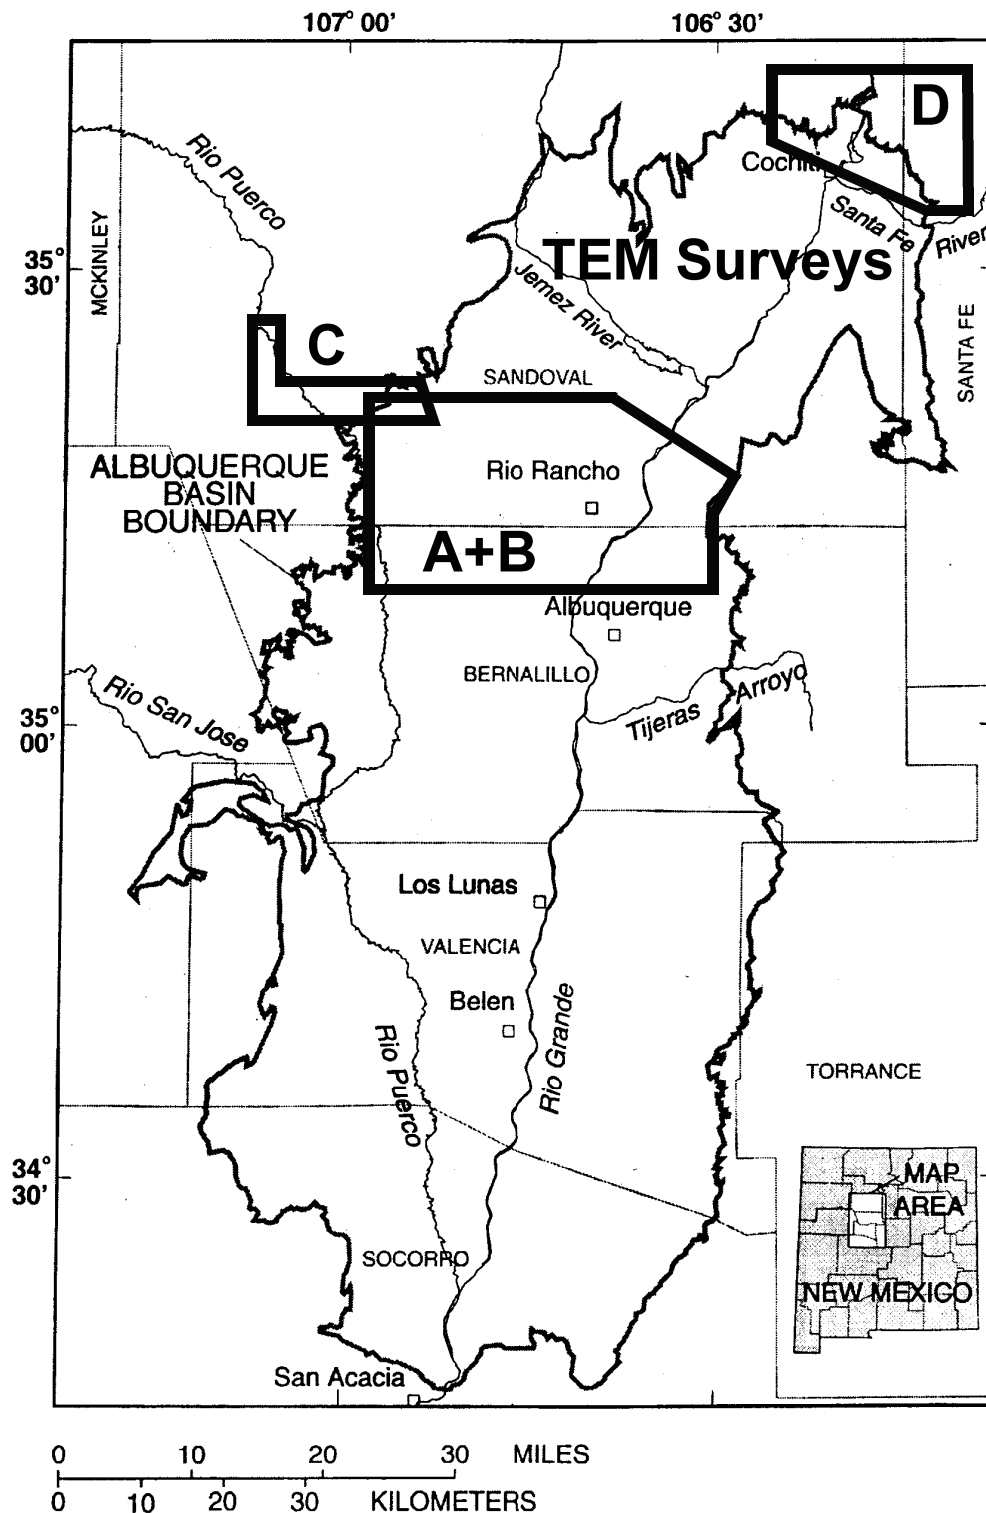 107° 00'
106° 30'
D
Rio Puerco
Cochiti
Santa Fe
River
MCKINLEY
TEM Surveys
35°
30'
Jemez River
SANTA FE
C
SANDOVAL
ALBUQUERQUE
BASIN
BOUNDARY
Rio Rancho
A+B
Albuquerque
BERNALILLO
Rio San Jose
Tijeras Arroyo
35°
00'
Los Lunas
VALENCIA
Belen
Rio Grande
Rio Puerco
TORRANCE
34°
30'
MAP
AREA
SOCORRO
NEW MEXICO
San Acacia
0 10 20 30 MILES
0 10 20 30 KILOMETERS